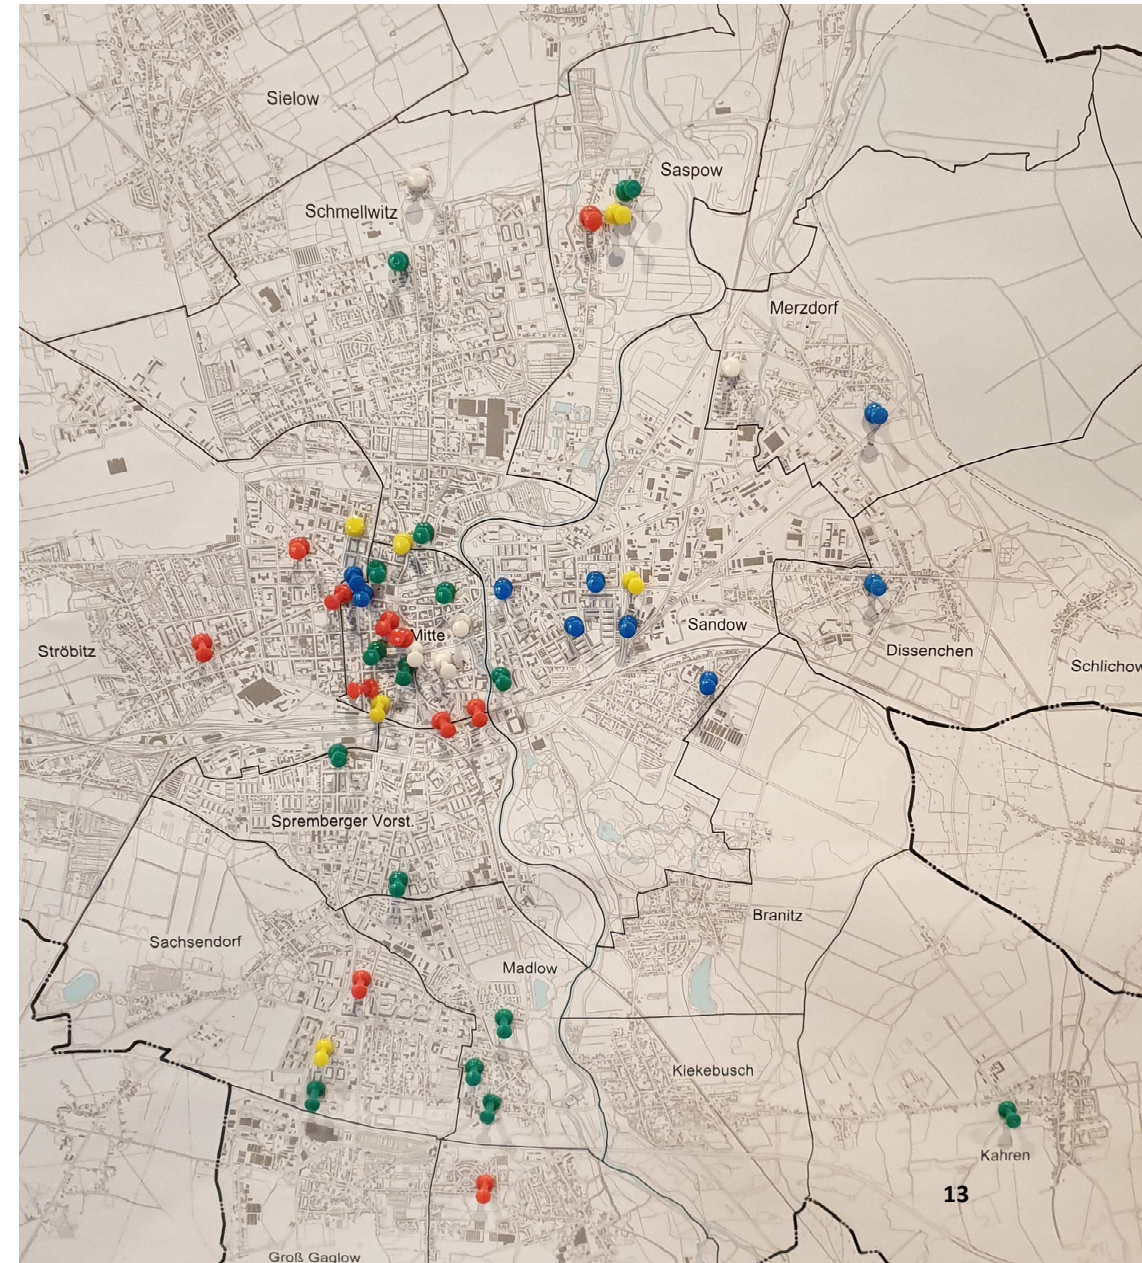 Sielow
Saspow
Schmellwitz
Merzdorf
Mitte
Sandow
Ströbitz
Dissenchen
Schlichow
Spremberger Vorst.
Branitz
Sachsendorf
Madlow
Kiekebusch
Kahren
13
Groß Gaglow